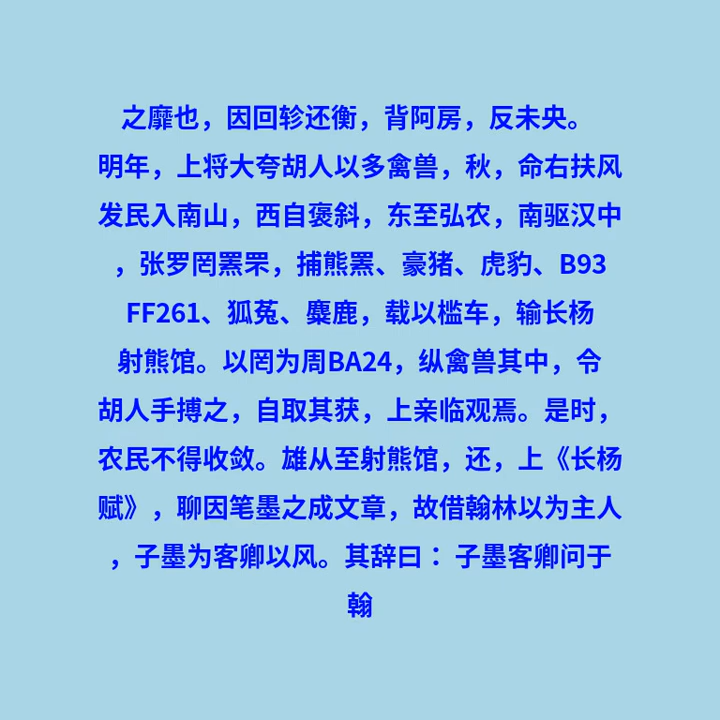 之靡也，因回轸还衡，背阿房，反未央。
明年，上将大夸胡人以多禽兽，秋，命右扶风
发民入南山，西自褒斜，东至弘农，南驱汉中
，张罗罔罴罘，捕熊罴、豪猪、虎豹、B93
FF261、狐菟、麋鹿，载以槛车，输长杨
射熊馆。以罔为周BA24，纵禽兽其中，令
胡人手搏之，自取其获，上亲临观焉。是时，
农民不得收敛。雄从至射熊馆，还，上《长杨
赋》，聊因笔墨之成文章，故借翰林以为主人
，子墨为客卿以风。其辞曰：子墨客卿问于
翰